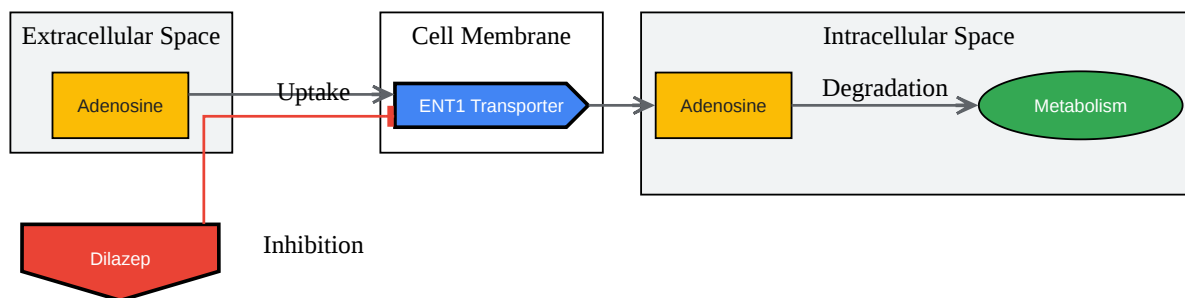 Extracellular Space
Cell Membrane
Intracellular Space
Adenosine
Uptake
ENT1 Transporter
Adenosine
Degradation
Metabolism
Dilazep
Inhibition